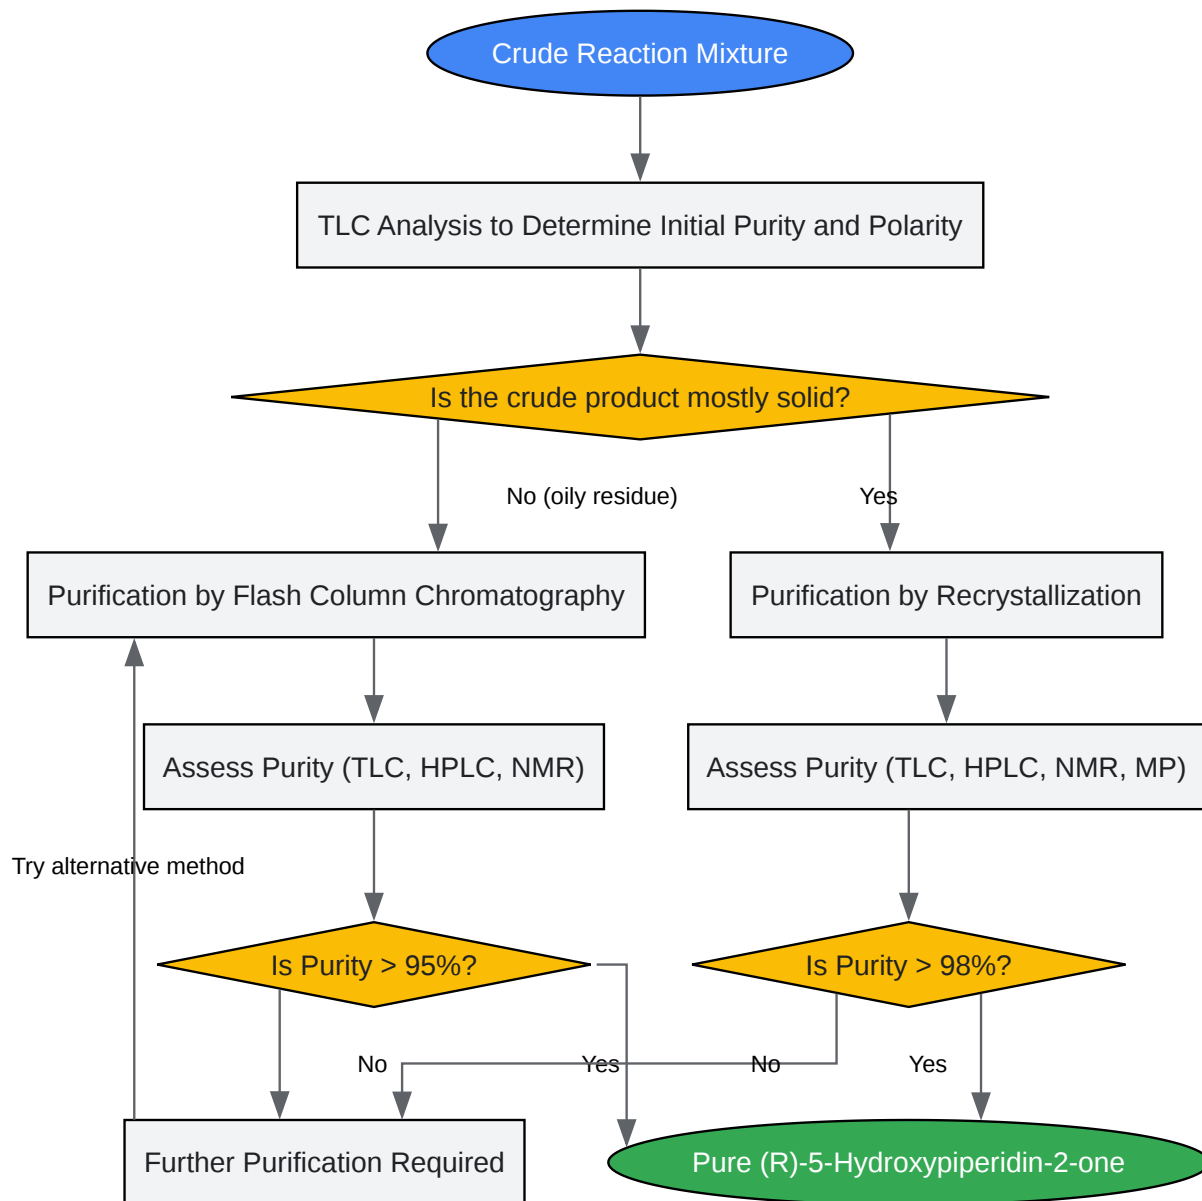 Crude Reaction Mixture
TLC Analysis to Determine Initial Purity and Polarity
Is the crude product mostly solid?
No (oily residue)
Yes
Purification by Flash Column Chromatography
Purification by Recrystallization
Assess Purity (TLC, HPLC, NMR)
Assess Purity (TLC, HPLC, NMR, MP)
Try alternative method
Is Purity > 95%?
Is Purity > 98%?
No
Yes
No
Yes
Further Purification Required
Pure (R)-5-Hydroxypiperidin-2-one